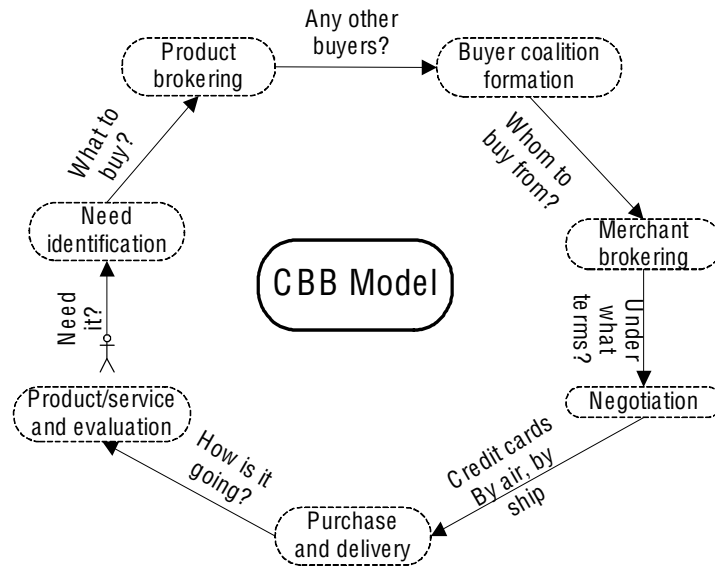 Product
brokering
Any other
buyers?
Buyer coalition
formation
What to
buy?
Whom to
buy from?
Need
identification
CBB Model
Merchant
brokering
Need
it?
Under
what
terms?
Product/service
and evaluation
Negotiation
How is it
going?
Credit cards
By air, by
ship
Purchase
and delivery